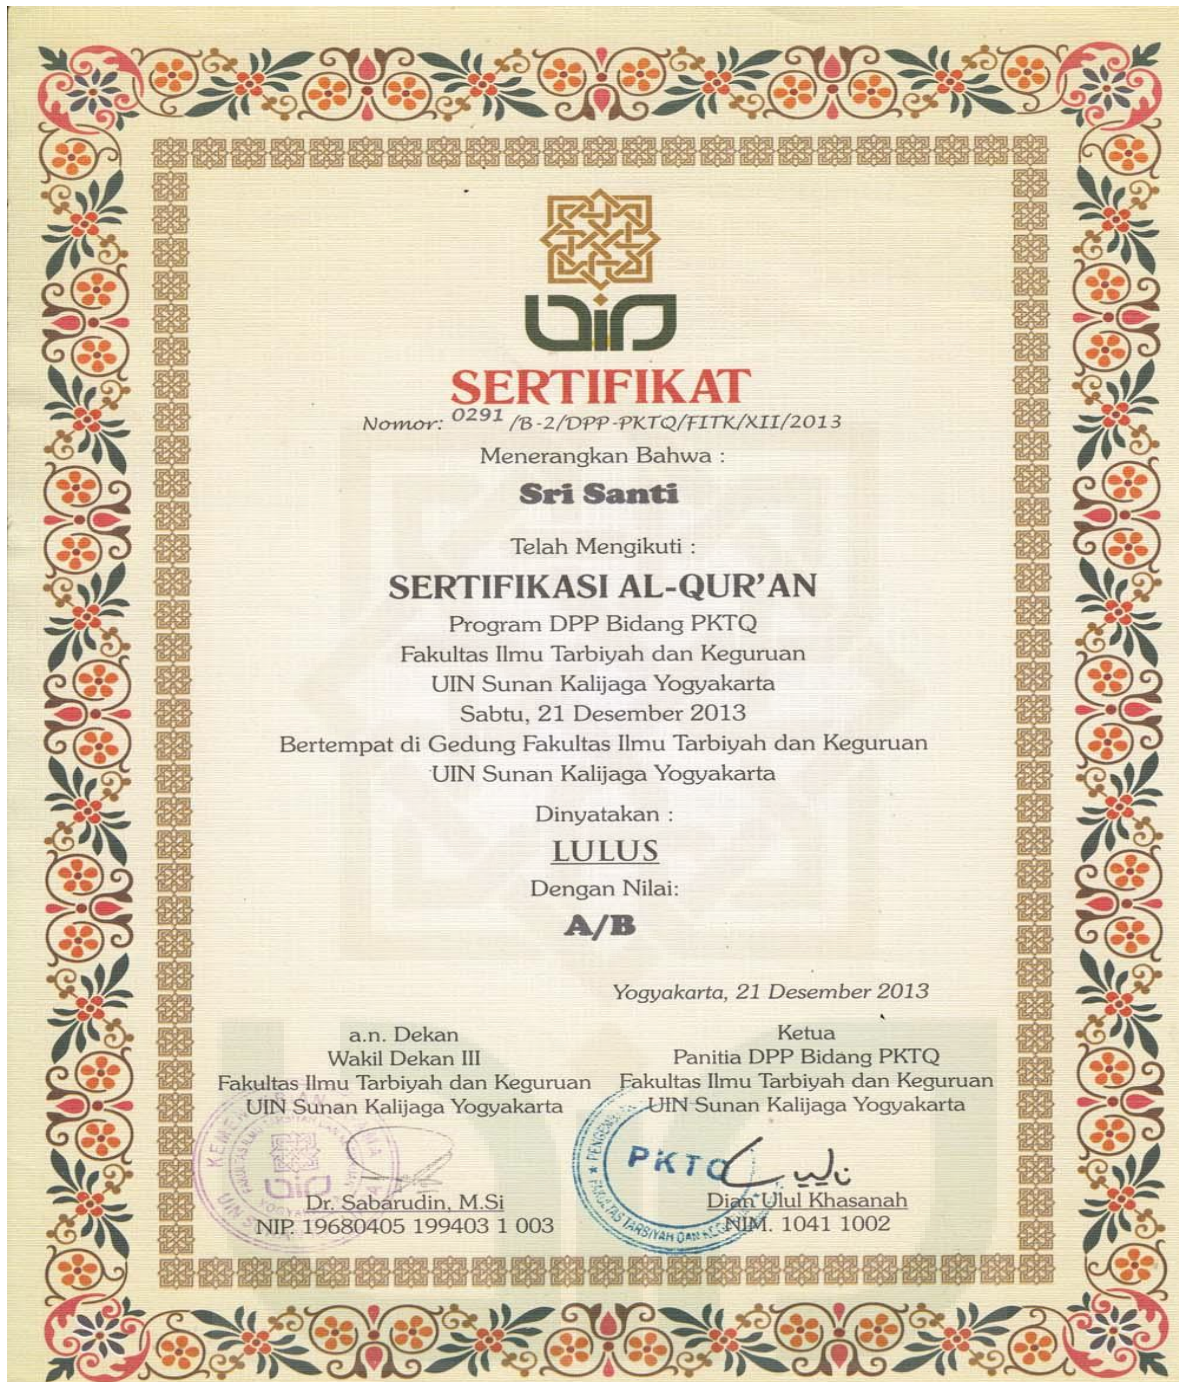 uin
SERTIFIKAT
Nomor: 0291 /B-2/DPP-PKTQ/FITK/XII/2013
Menerangkan Bahwa :
Sri Santi
Telah Mengikuti :
SERTIFIKASI AL-QUR'AN
Program DPP Bidang PKTQ
Fakultas Ilmu Tarbiyah dan Keguruan
UIN Sunan Kalijaga Yogyakarta
Sabtu, 21 Desember 2013
Bertempat di Gedung Fakultas Ilmu Tarbiyah dan Keguruan
UIN Sunan Kalijaga Yogyakarta
Dinyatakan :
LULUS
Dengan Nilai:
A/B
Yogyakarta, 21 Desember 2013
a.n. Dekan
Wakil Dekan III
Fakultas Ilmu Tarbiyah dan Keguruan
UIN Sunan Kalijaga Yogyakarta
Dr. Sabarudin, M.Si
NIP. 19680405 199403 1 003
Ketua
Panitia DPP Bidang PKTQ
Fakultas Ilmu Tarbiyah dan Keguruan
UIN Sunan Kalijaga Yogyakarta
PKTQ
Dian Ulul Khasanah
NIM. 1041 1002